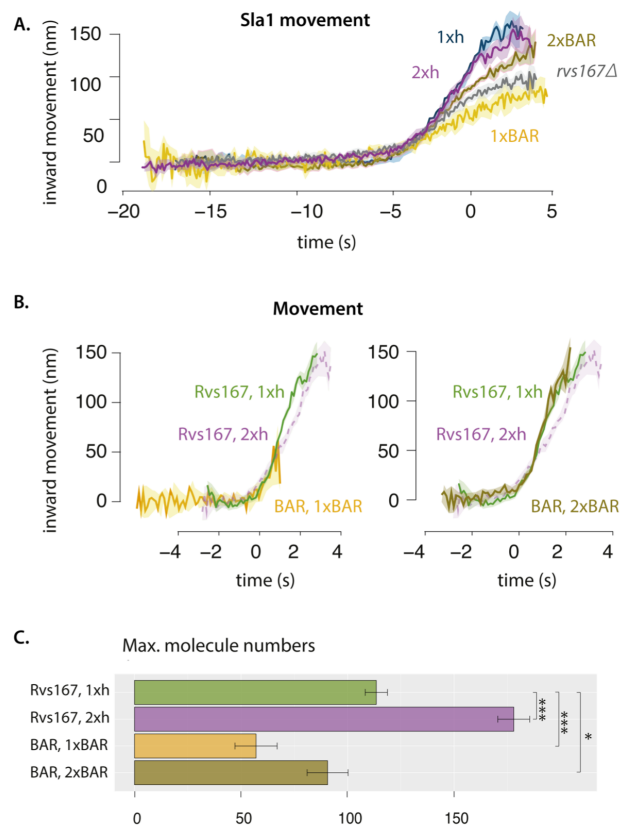 A.
Sla1 movement
inward movement (nm)
150
100
50
0
1xh
2xh
2xBAR
rvs167Δ
1xBAR
−20 −15 −10 −5 0 5
time (s)
B.
Movement
inward movement (nm)
150
100
50
0
Rvs167, 1xh
Rvs167, 2xh
BAR, 1xBAR
−4 −2 0 2 4
time (s)
150
100
50
0
Rvs167, 1xh
Rvs167, 2xh
BAR, 2xBAR
−4 −2 0 2 4
time (s)
C.
Max. molecule numbers
Rvs167, 1xh
Rvs167, 2xh
BAR, 1xBAR
BAR, 2xBAR
***
***
*
0 50 100 150